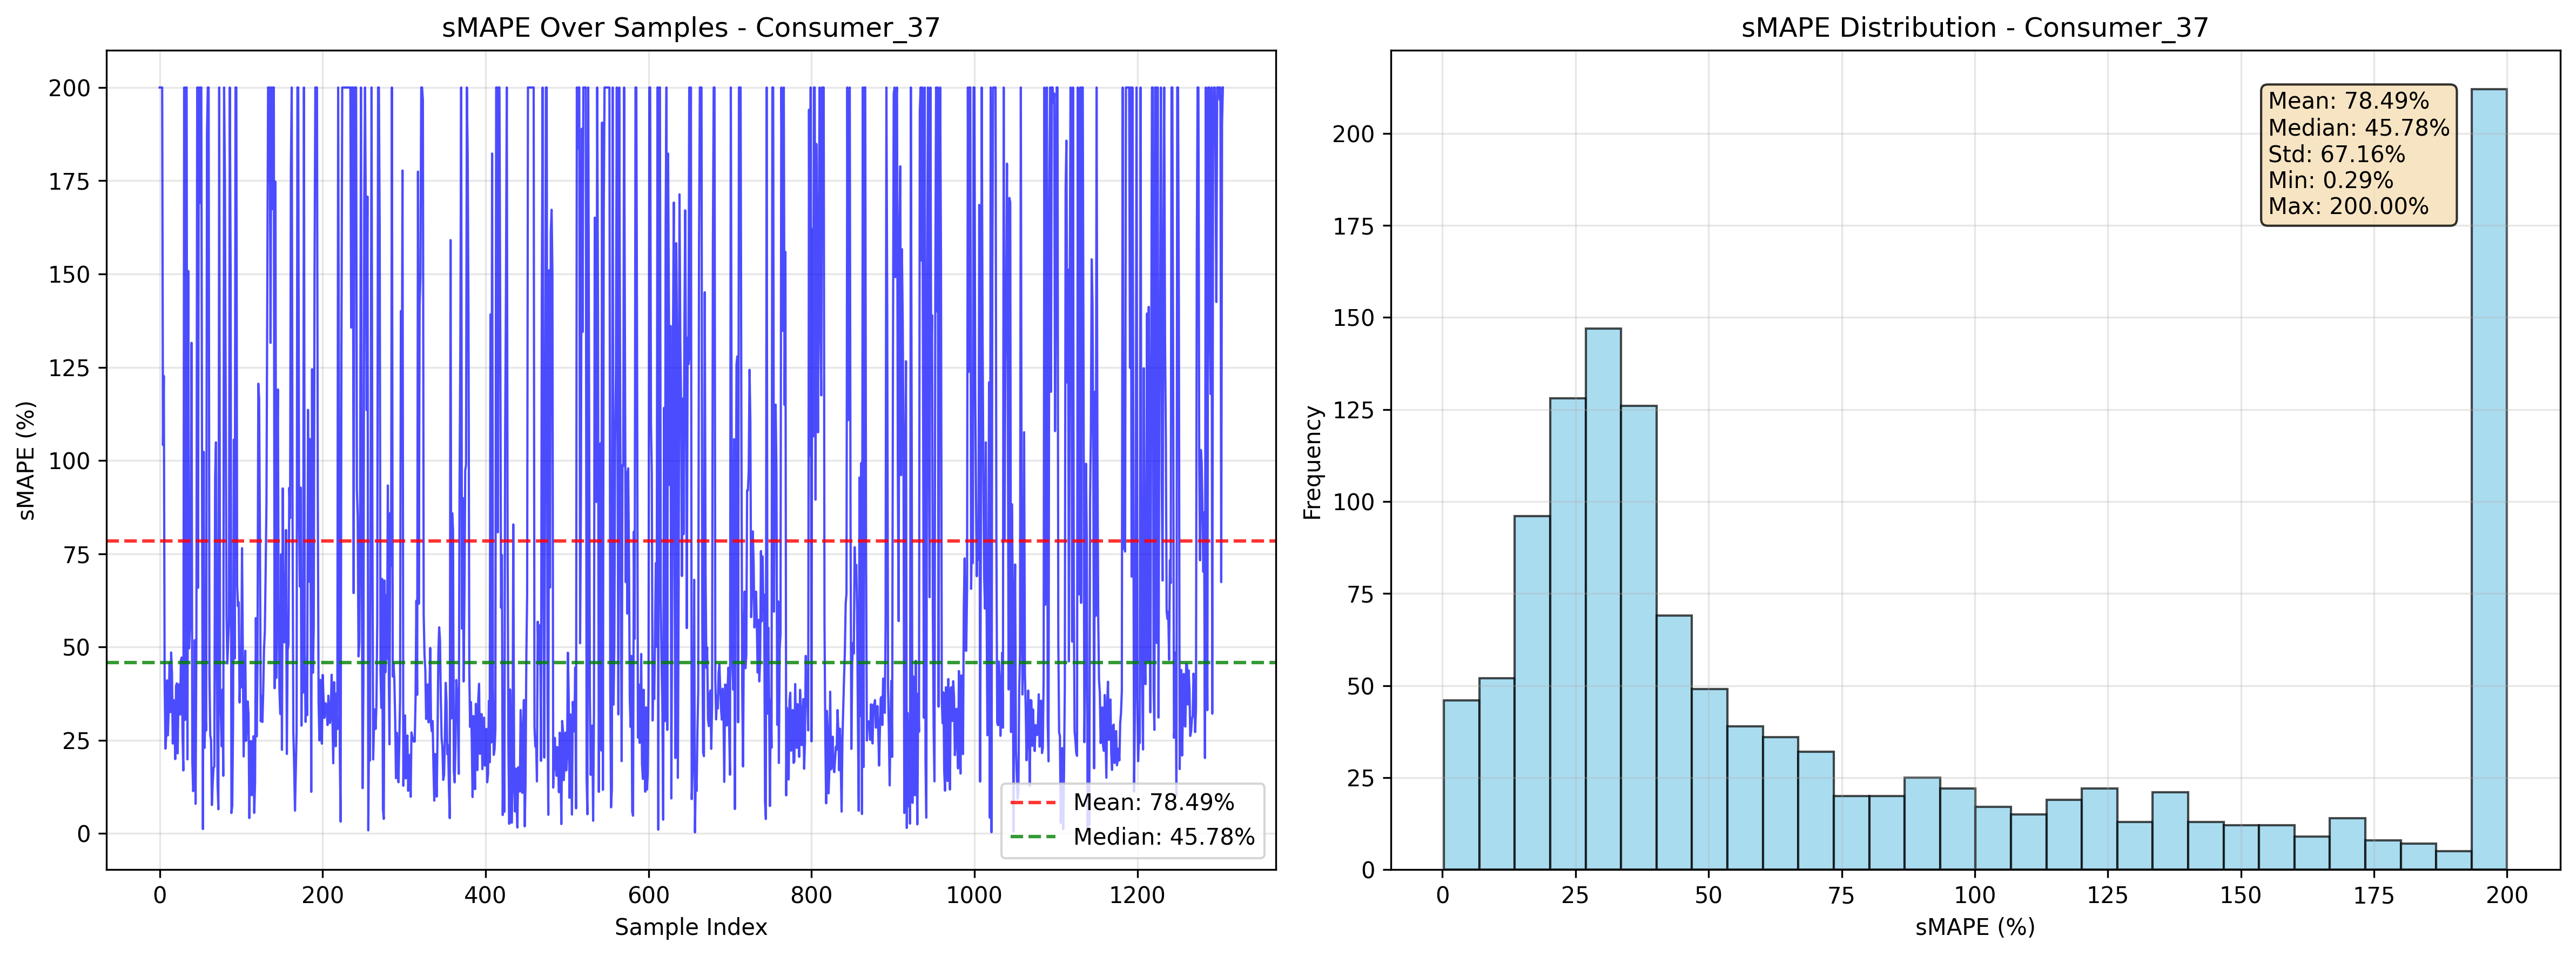 sMAPE Over Samples - Consumer_37
200
175
150
125
100
75
50
25
0
sMAPE (%)
0 200 400 600 800 1000 1200
Sample Index
Mean: 78.49%
Median: 45.78%
sMAPE Distribution - Consumer_37
200
175
150
125
100
75
50
25
0
Frequency
0 25 50 75 100 125 150 175 200
sMAPE (%)
Mean: 78.49%
Median: 45.78%
Std: 67.16%
Min: 0.29%
Max: 200.00%